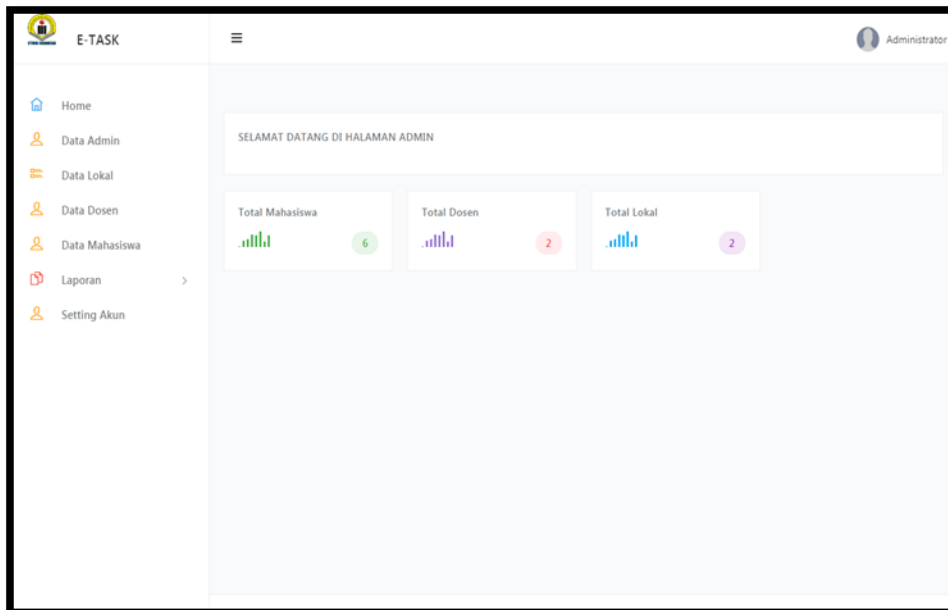 E-TASK
Administrator
Home
Data Admin
Data Lokal
Data Dosen
Data Mahasiswa
Laporan
Setting Akun
SELAMAT DATANG DI HALAMAN ADMIN
Total Mahasiswa
6
Total Dosen
2
Total Lokal
2